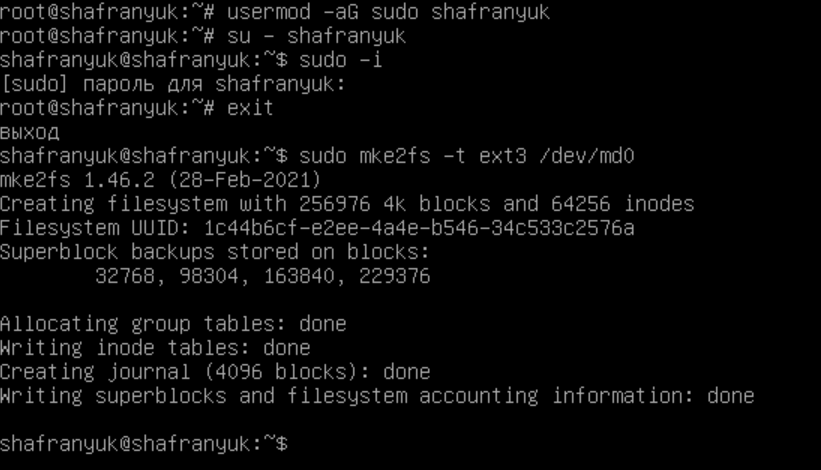 root@shafranyuk:~# usermod -aG sudo shafranyuk
root@shafranyuk:~# su - shafranyuk
shafranyuk@shafranyuk:~$ sudo -i
[sudo] пароль для shafranyuk:
root@shafranyuk:~# exit
выход
shafranyuk@shafranyuk:~$ sudo mke2fs -t ext3 /dev/md0
mke2fs 1.46.2 (28-Feb-2021)
Creating filesystem with 256976 4k blocks and 64256 inodes
Filesystem UUID: 1c44b6cf-e2ee-4a4e-b546-34c533c2576a
Superblock backups stored on blocks:
32768, 98304, 163840, 229376
Allocating group tables: done
Writing inode tables: done
Creating journal (4096 blocks): done
Writing superblocks and filesystem accounting information: done
shafranyuk@shafranyuk:~$